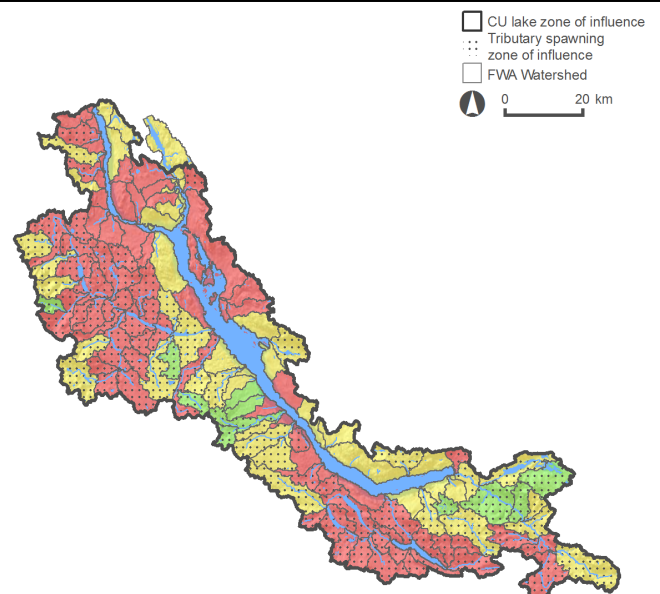 CU lake zone of influence
Tributary spawning
zone of influence
FWA Watershed
0 20 km